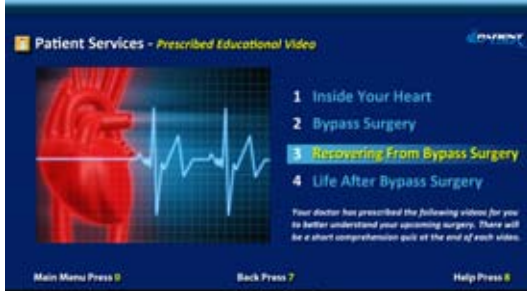 Patient Services - Prescribed Educational Video
1 Inside Your Heart
2 Bypass Surgery
3 Recovering From Bypass Surgery
4 Life After Bypass Surgery
Your doctor has prescribed the following videos for you
to better understand your upcoming surgery. There will
be a short comprehension quiz at the end of each video.
Main Menu Press 0
Back Press 7
Help Press 8